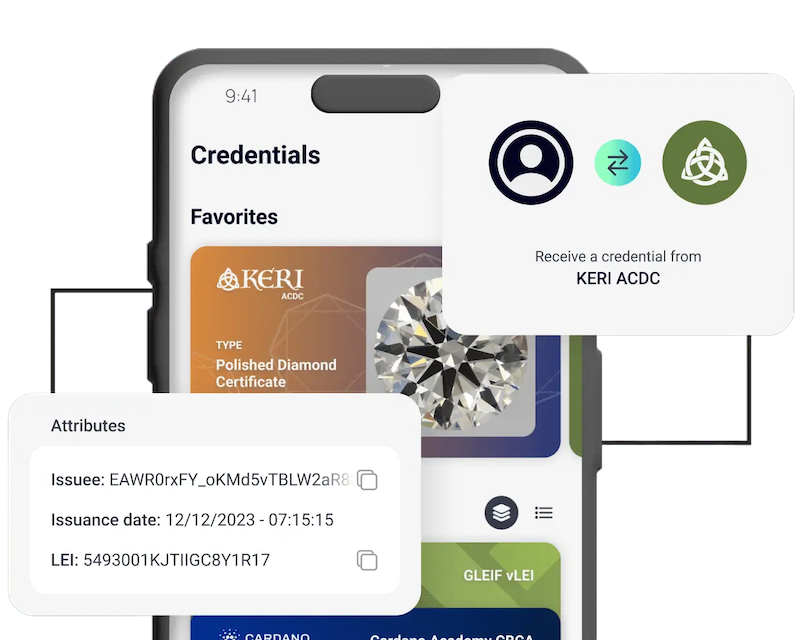 9:41
Credentials
Favorites
KERI
ACDC
TYPE
Polished Diamond
Certificate
Receive a credential from
KERI ACDC
Attributes
Issuee: EAWR0rxFY_oKMd5vTBLW2aR8
Issuance date: 12/12/2023 - 07:15:15
LEI: 5493001KJTIIGC8Y1R17
GLEIF vLEI
CARDANO
Cardano Academy CBCA